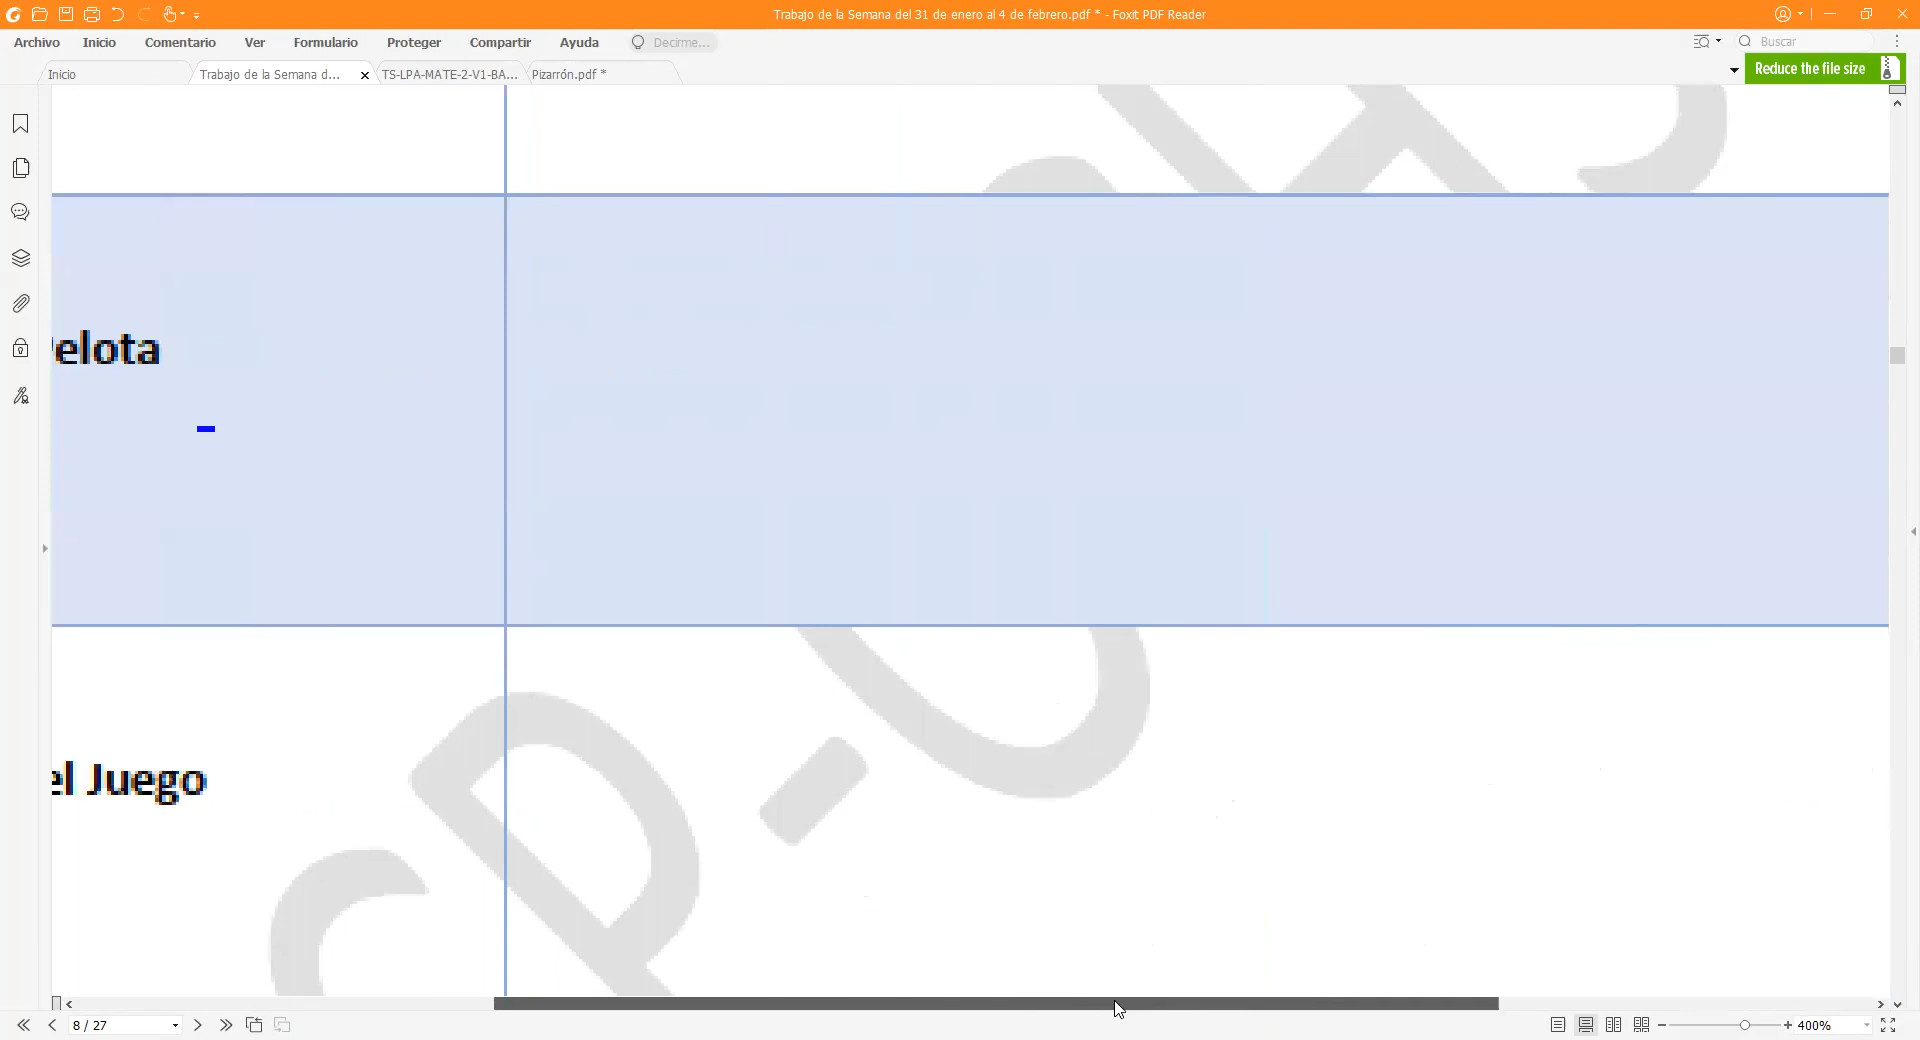 Trabajo de la Semana del 31 de enero al 4 de febrero.pdf * - Foxit PDF Reader
Archivo Inicio Comentario Ver Formulario Proteger Compartir Ayuda Decirme... Buscar
Inicio Trabajo de la Semana d... TS-LPA-MATE-2-V1-BA... Pizarrón.pdf * Reduce the file size
elota
el Juego
8 / 27 400%